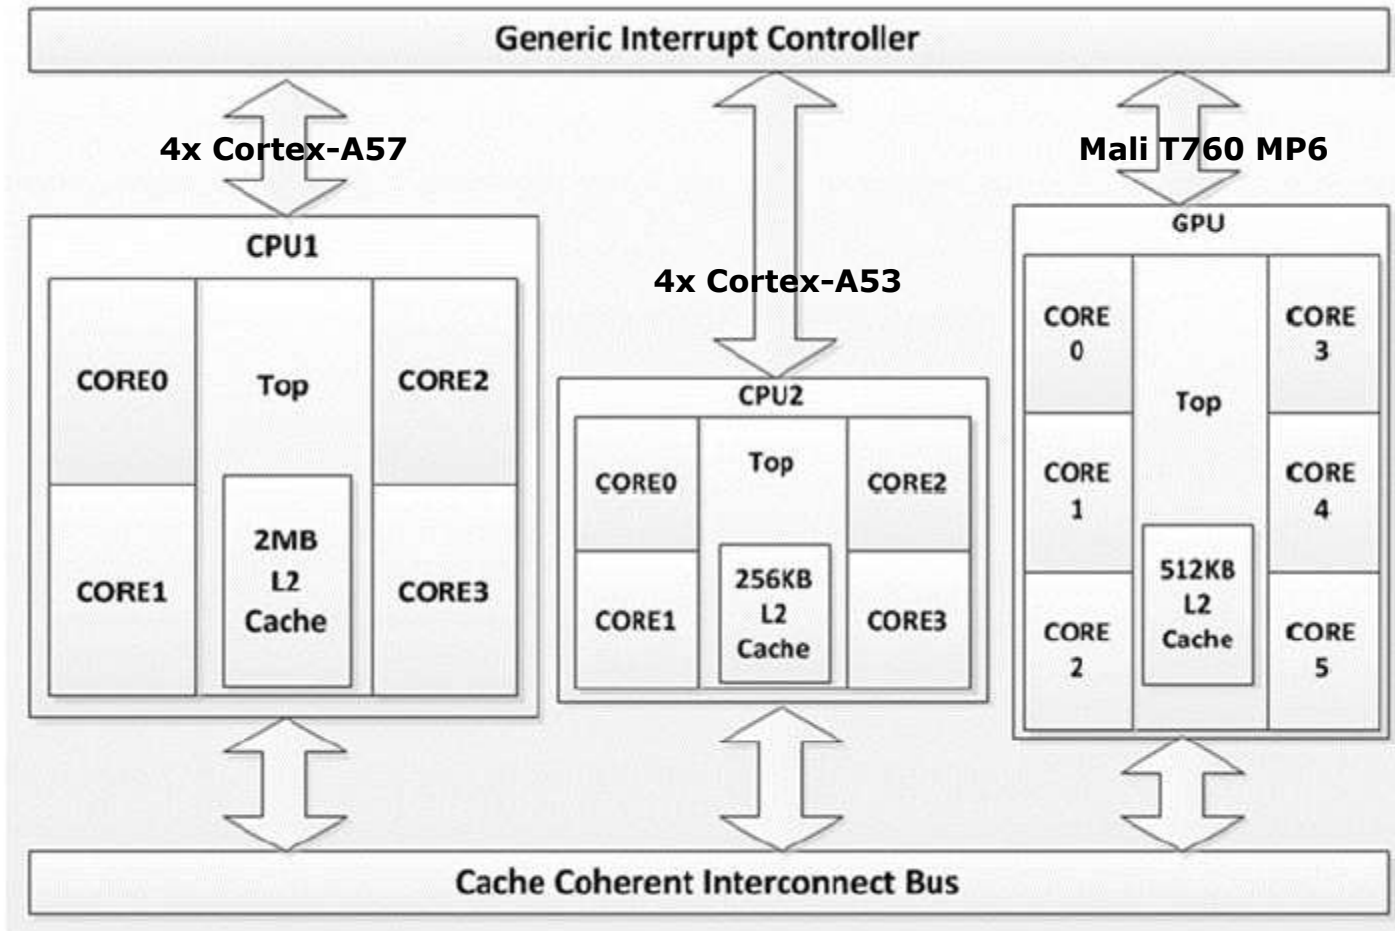 Generic Interrupt Controller
4x Cortex-A57
Mali T760 MP6
4x Cortex-A53
CPU1
CORE0
Top
CORE2
2MB
L2
Cache
CORE1
CORE3
CPU2
CORE0
Top
CORE2
256KB
L2
Cache
CORE1
CORE3
GPU
CORE
0
Top
CORE
3
CORE
1
CORE
4
512KB
L2
Cache
CORE
2
CORE
5
Cache Coherent Interconnect Bus